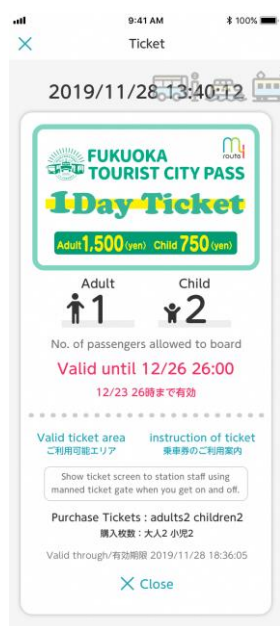 9:41 AM
100%
Ticket
2019/11/28 13:40:12
my
route
FUKUOKA
TOURIST CITY PASS
1Day Ticket
Adult 1,500 (yen) Child 750 (yen)
Adult
Child
1
2
No. of passengers allowed to board
Valid until 12/26 26:00
12/23 26時まで有効
Valid ticket area
ご利用可能エリア
instruction of ticket
乗車券のご利用案内
Show ticket screen to station staff using
manned ticket gate when you get on and off.
Purchase Tickets : adults2 children2
購入枚数 : 大人2 小児2
Valid through/有効期限 2019/11/28 18:36:05
Close